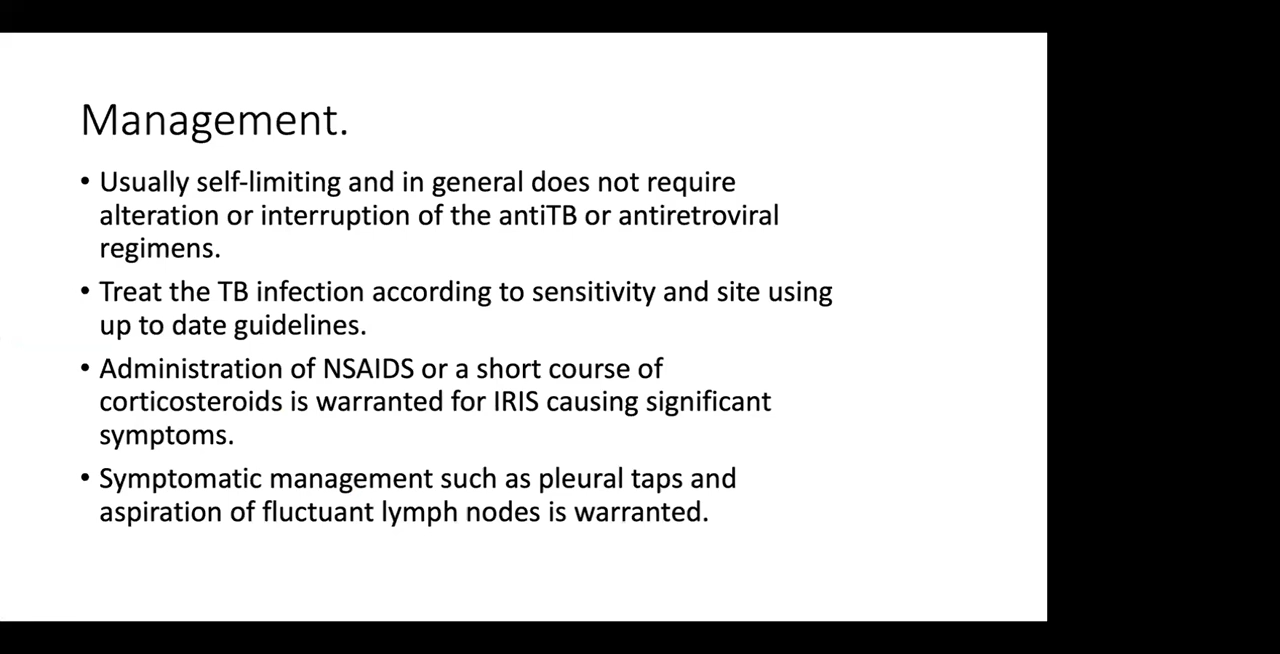 Management.
• Usually self-limiting and in general does not require
alteration or interruption of the antiTB or antiretroviral
regimens.
• Treat the TB infection according to sensitivity and site using
up to date guidelines.
• Administration of NSAIDS or a short course of
corticosteroids is warranted for IRIS causing significant
symptoms.
• Symptomatic management such as pleural taps and
aspiration of fluctuant lymph nodes is warranted.